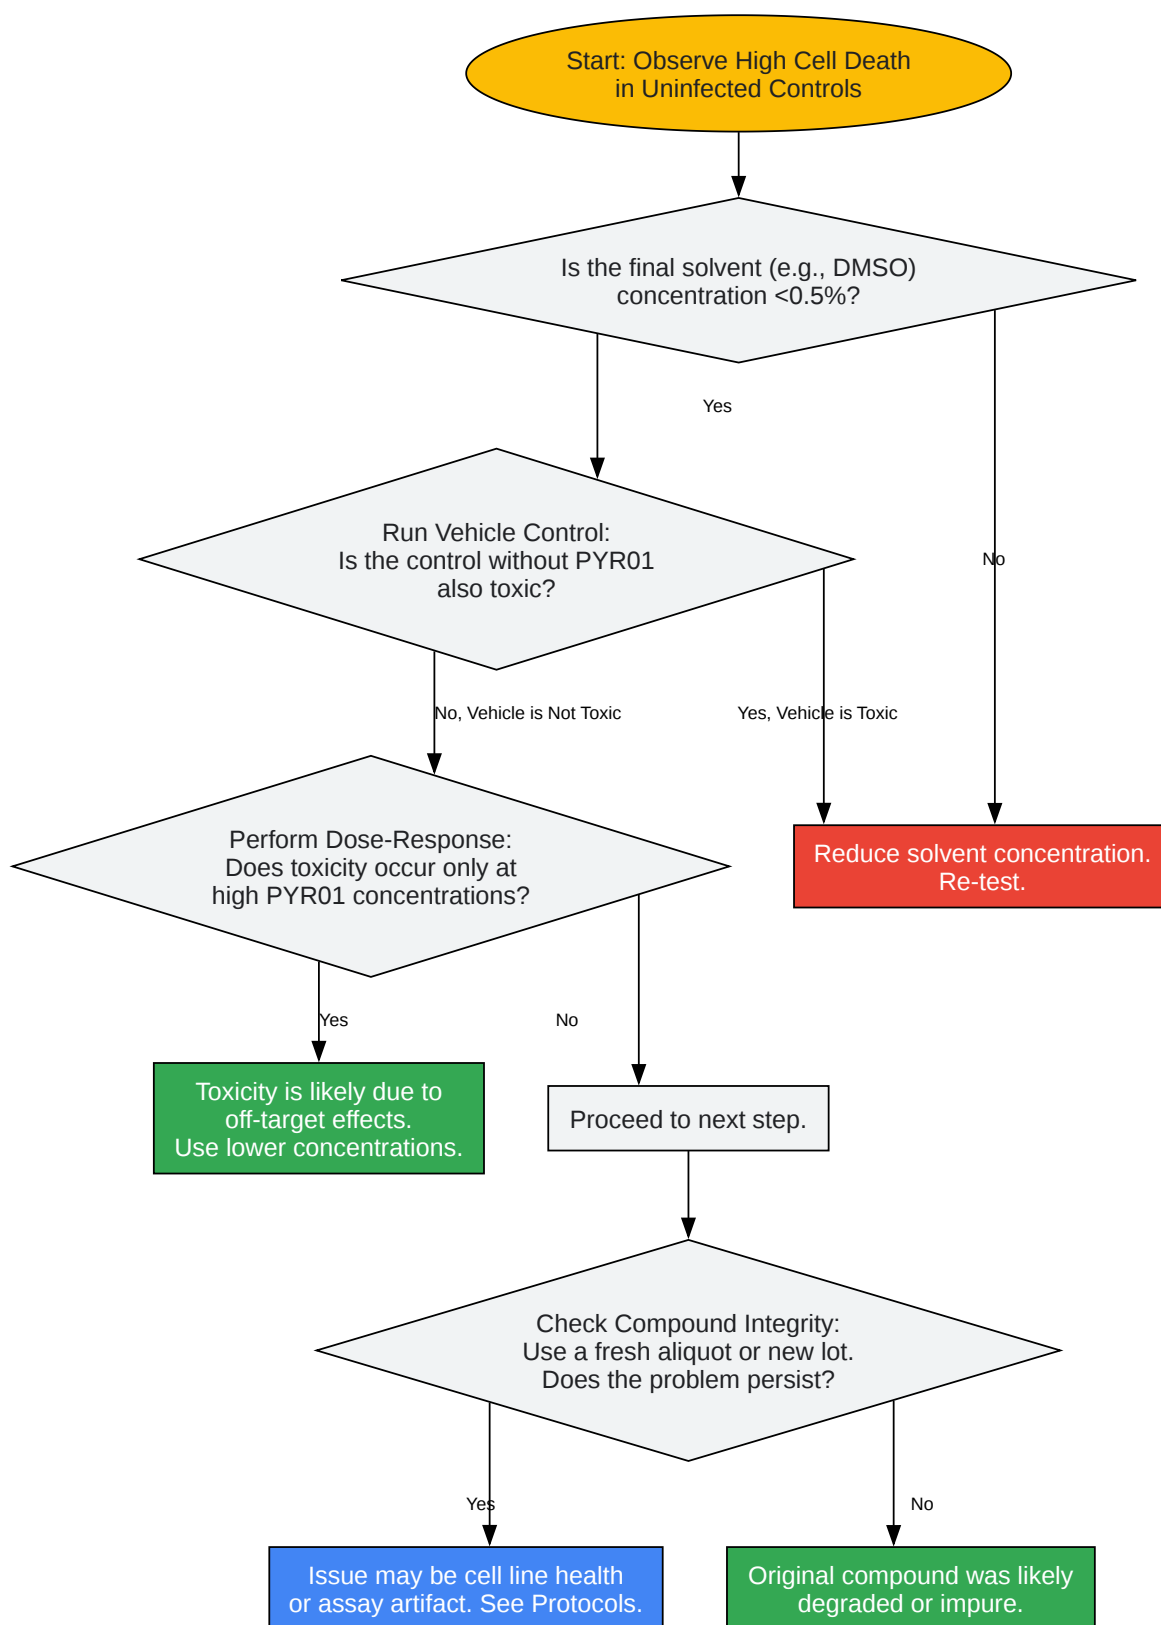 Start: Observe High Cell Death
in Uninfected Controls
Is the final solvent (e.g., DMSO)
concentration <0.5%?
Yes
Run Vehicle Control:
Is the control without PYR01
also toxic?
No
No, Vehicle is Not Toxic
Yes, Vehicle is Toxic
Perform Dose-Response:
Does toxicity occur only at
high PYR01 concentrations?
Reduce solvent concentration.
Re-test.
Yes
No
Toxicity is likely due to
off-target effects.
Use lower concentrations.
Proceed to next step.
Check Compound Integrity:
Use a fresh aliquot or new lot.
Does the problem persist?
Yes
No
Issue may be cell line health
or assay artifact. See Protocols.
Original compound was likely
degraded or impure.